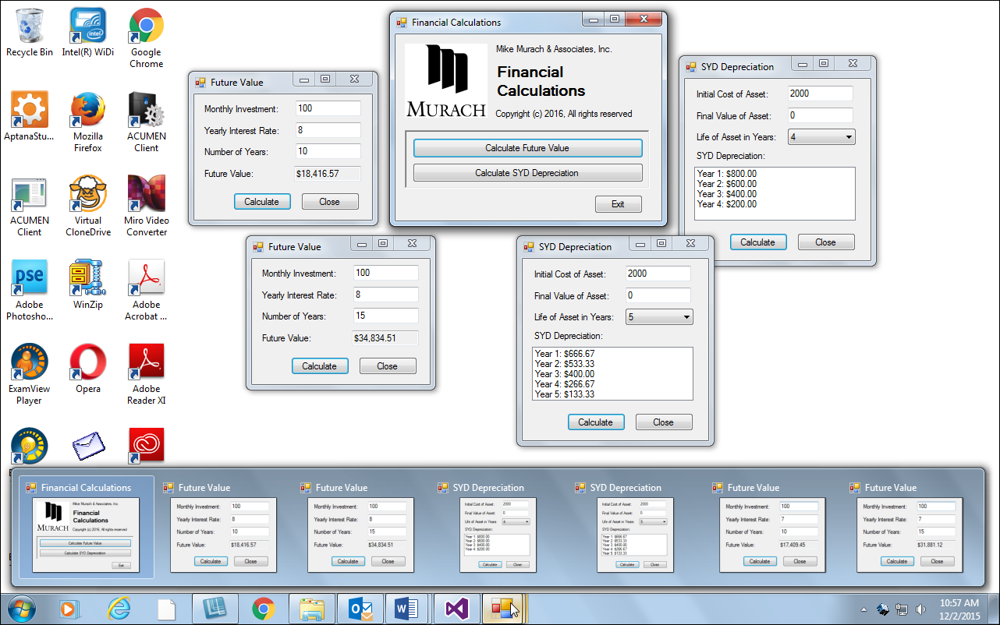 Recycle Bin
Intel(R) WiDi
Google
Chrome
AptanaStu...
Mozilla
Firefox
ACUMEN
Client
ACUMEN
Client
Virtual
CloneDrive
Miro Video
Converter
pse
Adobe
Photosho...
WinZip
Adobe
Acrobat ...
ExamView
Player
Opera
Adobe
Reader XI
Future Value
Monthly Investment: 100
Yearly Interest Rate: 8
Number of Years: 10
Future Value: $18,416.57
Calculate Close
Financial Calculations
MURACH
Mike Murach & Associates, Inc.
Financial
Calculations
Copyright (c) 2016, All rights reserved
Calculate Future Value
Calculate SYD Depreciation
Exit
SYD Depreciation
Initial Cost of Asset: 2000
Final Value of Asset: 0
Life of Asset in Years: 4
SYD Depreciation:
Year 1: $800.00
Year 2: $600.00
Year 3: $400.00
Year 4: $200.00
Calculate Close
Future Value
Monthly Investment: 100
Yearly Interest Rate: 8
Number of Years: 15
Future Value: $34,834.51
Calculate Close
SYD Depreciation
Initial Cost of Asset: 2000
Final Value of Asset: 0
Life of Asset in Years: 5
SYD Depreciation:
Year 1: $666.67
Year 2: $533.33
Year 3: $400.00
Year 4: $266.67
Year 5: $133.33
Calculate Close
Financial Calculations
MURACH
Mike Murach & Associates, Inc.
Financial
Calculations
Copyright (c) 2016, All rights reserved
Calculate Future Value
Calculate SYD Depreciation
Exit
Future Value
Monthly Investment: 100
Yearly Interest Rate: 8
Number of Years: 10
Future Value: $18,416.57
Calculate Close
Future Value
Monthly Investment: 100
Yearly Interest Rate: 8
Number of Years: 15
Future Value: $34,834.51
Calculate Close
SYD Depreciation
Initial Cost of Asset: 2000
Final Value of Asset: 0
Life of Asset in Years: 4
SYD Depreciation:
Year 1: $800.00
Year 2: $600.00
Year 3: $400.00
Year 4: $200.00
Calculate Close
SYD Depreciation
Initial Cost of Asset: 2000
Final Value of Asset: 0
Life of Asset in Years: 5
SYD Depreciation:
Year 1: $666.67
Year 2: $533.33
Year 3: $400.00
Year 4: $266.67
Year 5: $133.33
Calculate Close
Future Value
Monthly Investment: 100
Yearly Interest Rate: 7
Number of Years: 10
Future Value: $17,409.45
Calculate Close
Future Value
Monthly Investment: 100
Yearly Interest Rate: 7
Number of Years: 15
Future Value: $31,881.12
Calculate Close
10:57 AM
12/2/2015